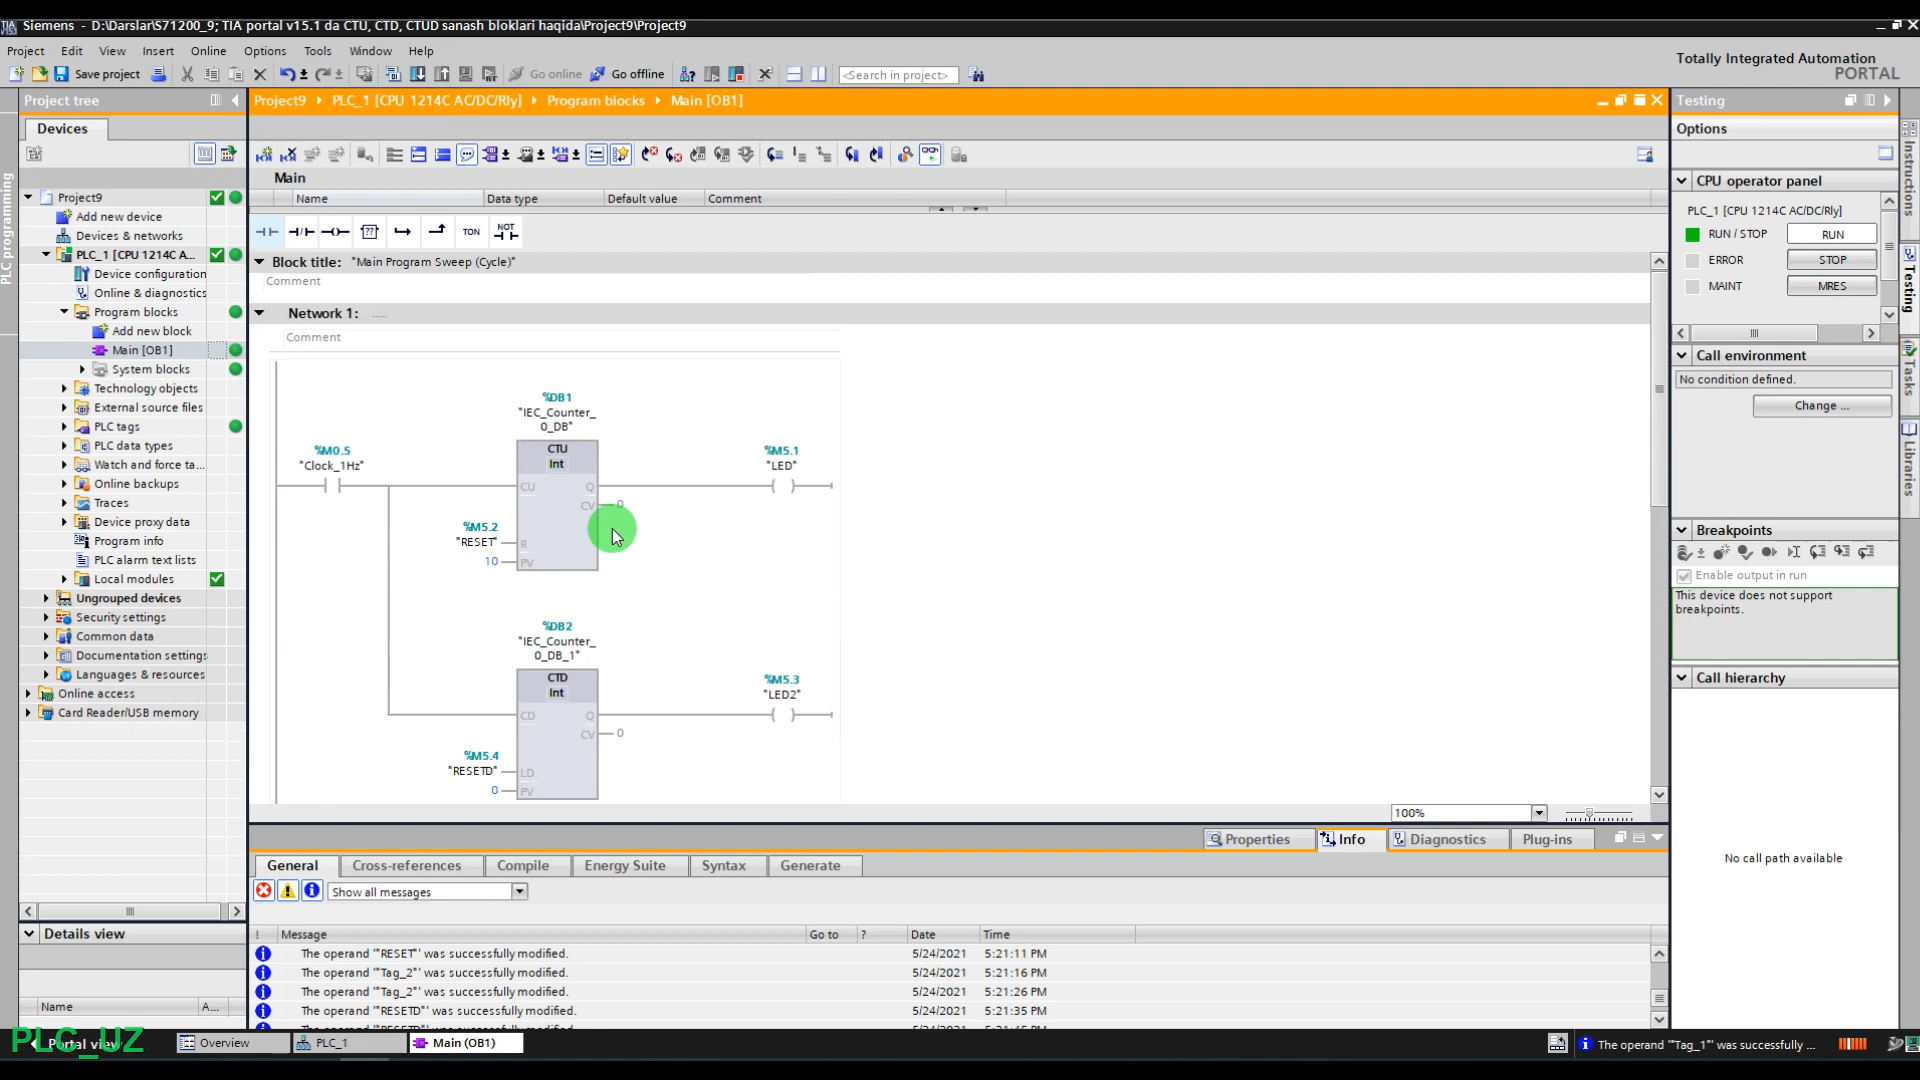 Siemens - D:\Darslar\S71200_9; TIA portal v15.1 da CTU, CTD, CTUD sanash bloklari haqida\Project9\Project9
Project Edit View Insert Online Options Tools Window Help
Totally Integrated Automation
PORTAL
Save project
Go online
Go offline
<Search in project>
Project tree
Project9 PLC_1 [CPU 1214C AC/DC/Rly] Program blocks Main [OB1]
Testing
Devices
Options
PLC programming
Project9
Add new device
Devices & networks
PLC_1 [CPU 1214C A...
Device configuration
Online & diagnostics
Program blocks
Add new block
Main [OB1]
System blocks
Technology objects
External source files
PLC tags
PLC data types
Watch and force ta...
Online backups
Traces
Device proxy data
Program info
PLC alarm text lists
Local modules
Ungrouped devices
Security settings
Common data
Documentation settings
Languages & resources
Online access
Card Reader/USB memory
Details view
Name A...
Main
Name Data type Default value Comment
TON
NOT
Block title: "Main Program Sweep (Cycle)"
Comment
Network 1: .....
Comment
%DB1
"IEC_Counter_
0_DB"
CTU
Int
%M0.5
"Clock_1Hz"
%M5.1
"LED"
CU Q
CV 0
%M5.2
"RESET" R
10 PV
%DB2
"IEC_Counter_
0_DB_1"
CTD
Int
%M5.3
"LED2"
CD Q
CV 0
%M5.4
"RESETD" LD
0 PV
100%
Properties Info Diagnostics Plug-ins
General Cross-references Compile Energy Suite Syntax Generate
Show all messages
! Message Go to ? Date Time
The operand '"RESET"' was successfully modified. 5/24/2021 5:21:11 PM
The operand '"Tag_2"' was successfully modified. 5/24/2021 5:21:16 PM
The operand '"Tag_2"' was successfully modified. 5/24/2021 5:21:26 PM
The operand '"RESETD"' was successfully modified. 5/24/2021 5:21:35 PM
CPU operator panel
PLC_1 [CPU 1214C AC/DC/Rly]
RUN / STOP RUN
ERROR STOP
MAINT MRES
Call environment
No condition defined.
Change ...
Breakpoints
Enable output in run
This device does not support
breakpoints.
Call hierarchy
No call path available
Instructions
Testing
Tasks
Libraries
PLC_UZ
Portal view
Overview
PLC_1
Main (OB1)
The operand '"Tag_1"' was successfully ...